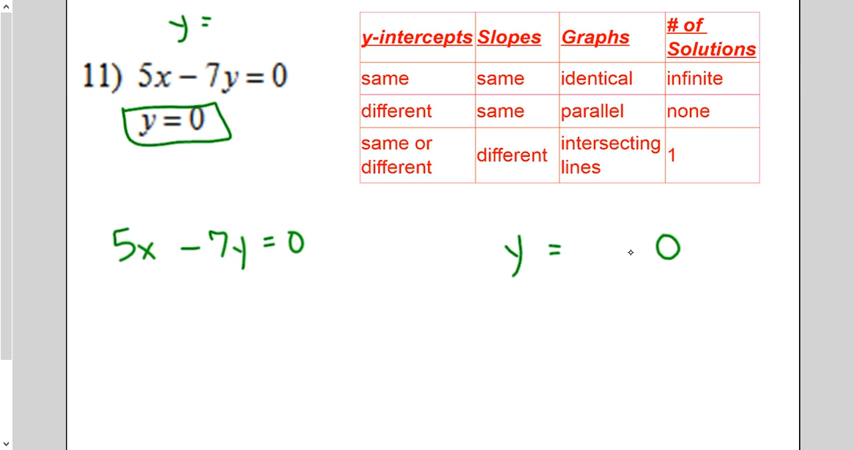 y =
11) 5x − 7y = 0
y = 0
y-intercepts Slopes Graphs # of Solutions
same same identical infinite
different same parallel none
same or different different intersecting lines 1
5x - 7y = 0
y = 0